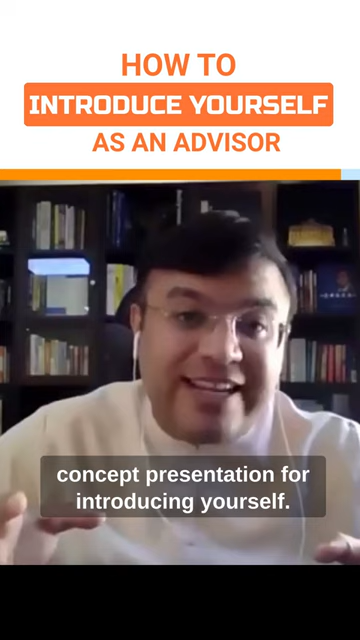 HOW TO
INTRODUCE YOURSELF
AS AN ADVISOR
concept presentation for
introducing yourself.